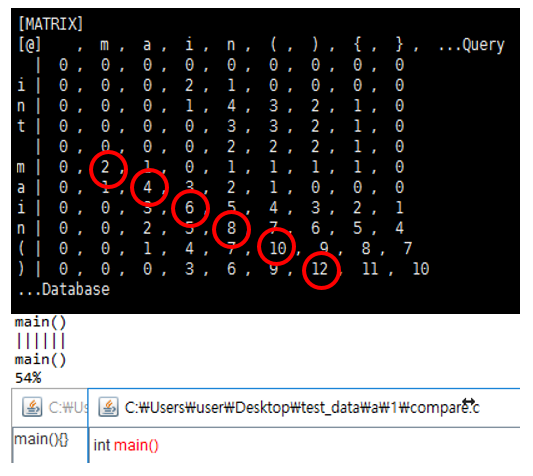 [MATRIX]
[@] , m , a , i , n , ( , ) , { , } , ...Query
| 0 , 0 , 0 , 0 , 0 , 0 , 0 , 0 , 0
i | 0 , 0 , 0 , 2 , 1 , 0 , 0 , 0 , 0
n | 0 , 0 , 0 , 1 , 4 , 3 , 2 , 1 , 0
t | 0 , 0 , 0 , 0 , 3 , 3 , 2 , 1 , 0
| 0 , 0 , 0 , 0 , 2 , 2 , 2 , 1 , 0
m | 0 , 2 , 1 , 0 , 1 , 1 , 1 , 1 , 0
a | 0 , 1 , 4 , 3 , 2 , 1 , 0 , 0 , 0
i | 0 , 0 , 3 , 6 , 5 , 4 , 3 , 2 , 1
n | 0 , 0 , 2 , 5 , 8 , 7 , 6 , 5 , 4
( | 0 , 0 , 1 , 4 , 7 , 10 , 9 , 8 , 7
) | 0 , 0 , 0 , 3 , 6 , 9 , 12 , 11 , 10
...Database
main()
||||||
main()
54%
C:₩Us C:₩Users₩user₩Desktop₩test_data₩a₩1₩compare.c
main(){} int main()